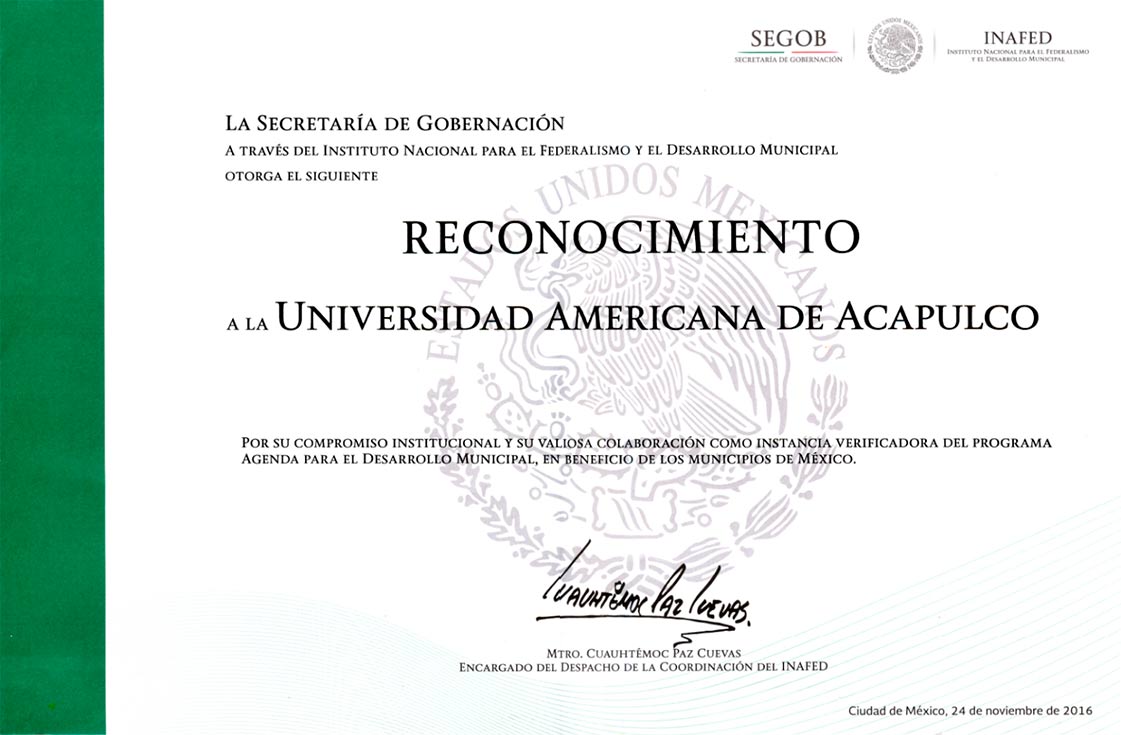 SEGOB
SECRETARÍA DE GOBERNACIÓN
ESTADOS UNIDOS MEXICANOS
INAFED
INSTITUTO NACIONAL PARA EL FEDERALISMO
Y EL DESARROLLO MUNICIPAL
LA SECRETARÍA DE GOBERNACIÓN
A TRAVÉS DEL INSTITUTO NACIONAL PARA EL FEDERALISMO Y EL DESARROLLO MUNICIPAL
OTORGA EL SIGUIENTE
ESTADOS UNIDOS MEXICANOS
RECONOCIMIENTO
A LA UNIVERSIDAD AMERICANA DE ACAPULCO
POR SU COMPROMISO INSTITUCIONAL Y SU VALIOSA COLABORACIÓN COMO INSTANCIA VERIFICADORA DEL PROGRAMA
AGENDA PARA EL DESARROLLO MUNICIPAL, EN BENEFICIO DE LOS MUNICIPIOS DE MÉXICO.
CUAUHTÉMOC PAZ CUEVAS.
MTRO. CUAUHTÉMOC PAZ CUEVAS
ENCARGADO DEL DESPACHO DE LA COORDINACIÓN DEL INAFED
Ciudad de México, 24 de noviembre de 2016